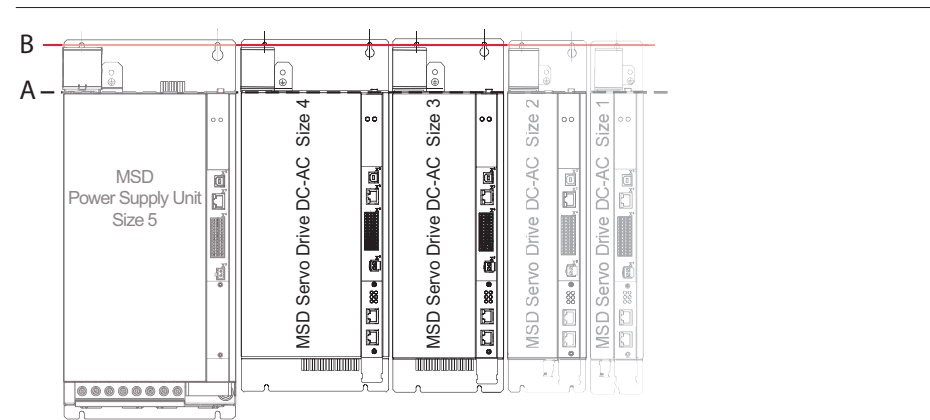 B
A
MSD
Power Supply Unit
Size 5
MSD Servo Drive DC-AC Size 4
MSD Servo Drive DC-AC Size 3
MSD Servo Drive DC-AC Size 2
MSD Servo Drive DC-AC Size 1